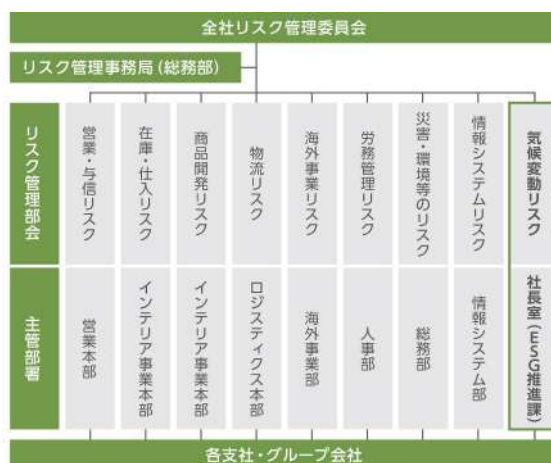 全社リスク管理委員会
リスク管理事務局（総務部）
リスク管理部会
営業・与信リスク
在庫・仕入リスク
商品開発リスク
物流リスク
海外事業リスク
労務管理リスク
災害・環境等のリスク
情報システムリスク
気候変動リスク
主管部署
営業本部
インテリア事業本部
インテリア事業本部
ロジスティクス本部
海外事業部
人事部
総務部
情報システム部
社長室（ESG推進課）
各支社・グループ会社